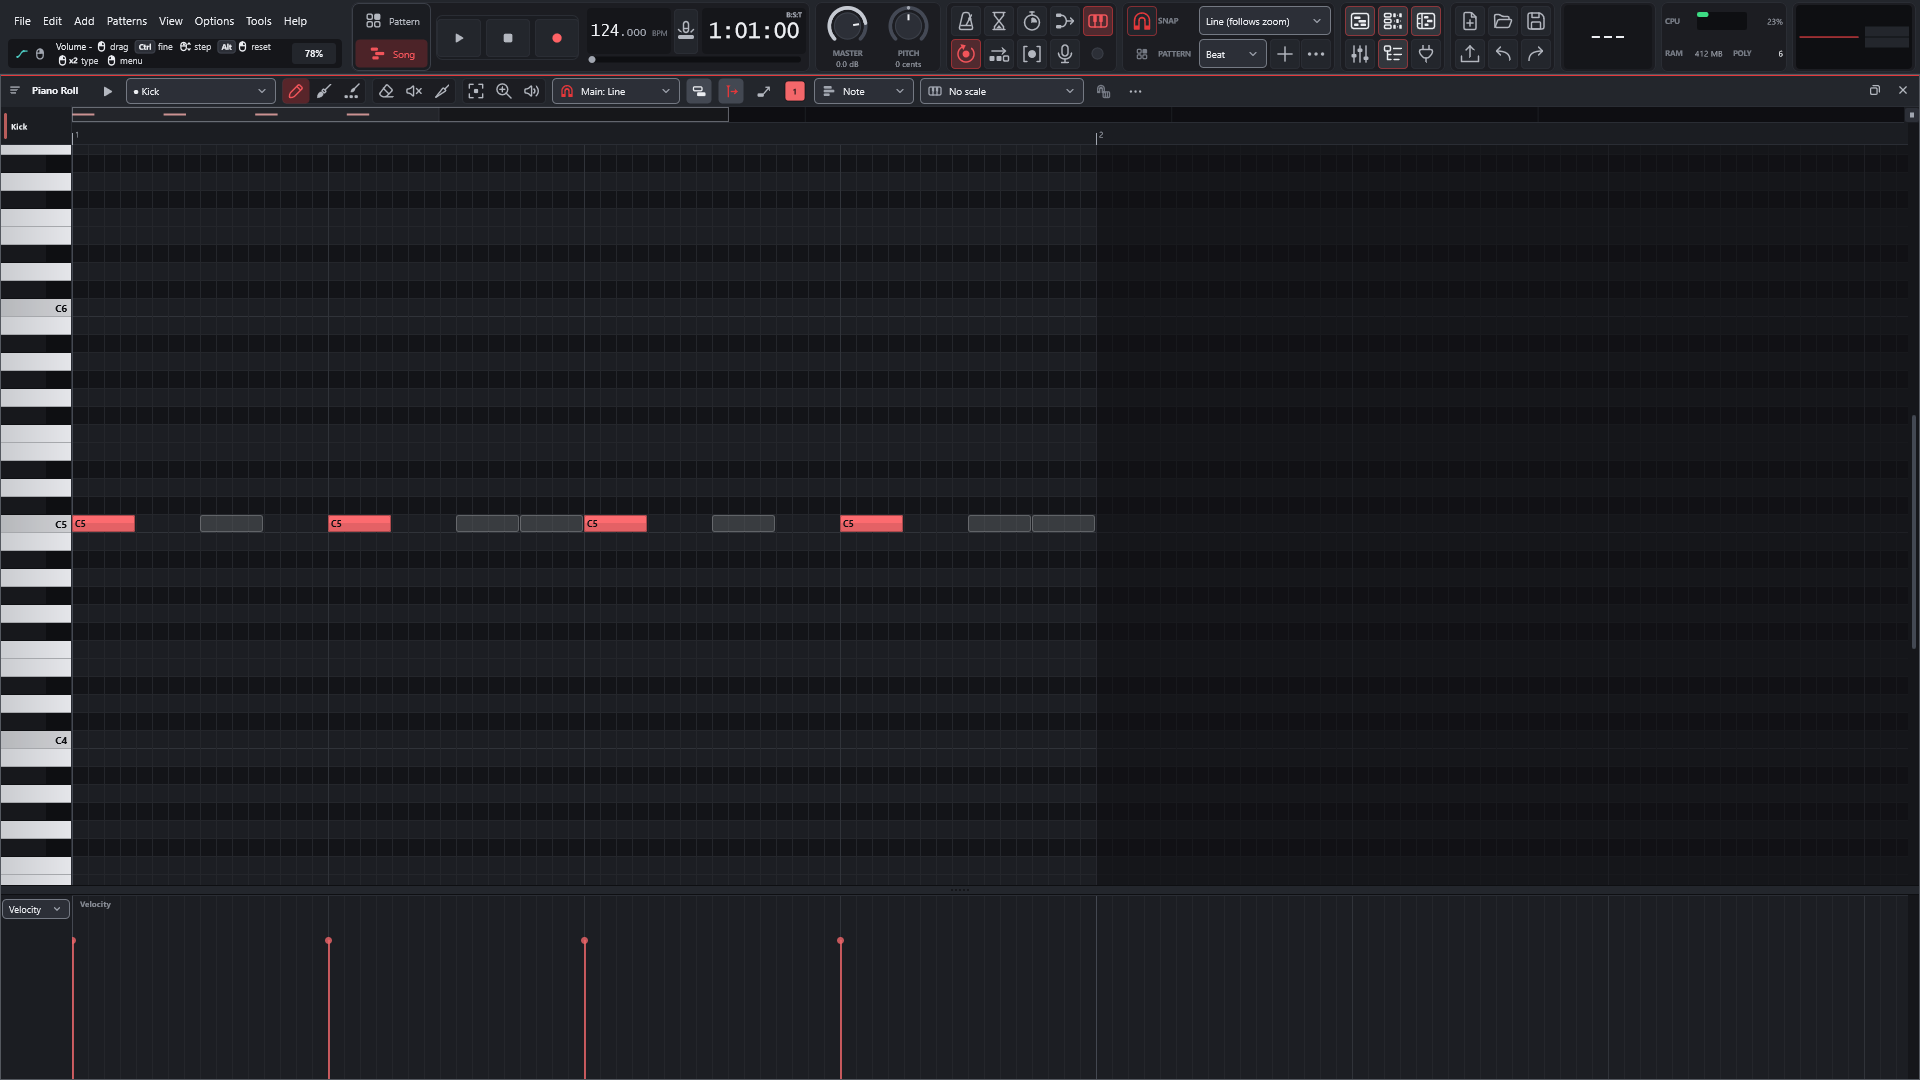 File Edit Add Patterns View Options Tools Help
Volume - drag Ctrl fine step Alt reset
x2 type menu
78%
Pattern
Song
124.000 BPM
B:S:T
1:01:00
MASTER
0.0 dB
PITCH
0 cents
SNAP
Line (follows zoom)
PATTERN
Beat
CPU 23%
RAM 412 MB POLY 6
Piano Roll
Kick
Main: Line
1
Note
No scale
Kick
1
2
C6
C5
C5
C5
C5
C5
C4
Velocity
Velocity